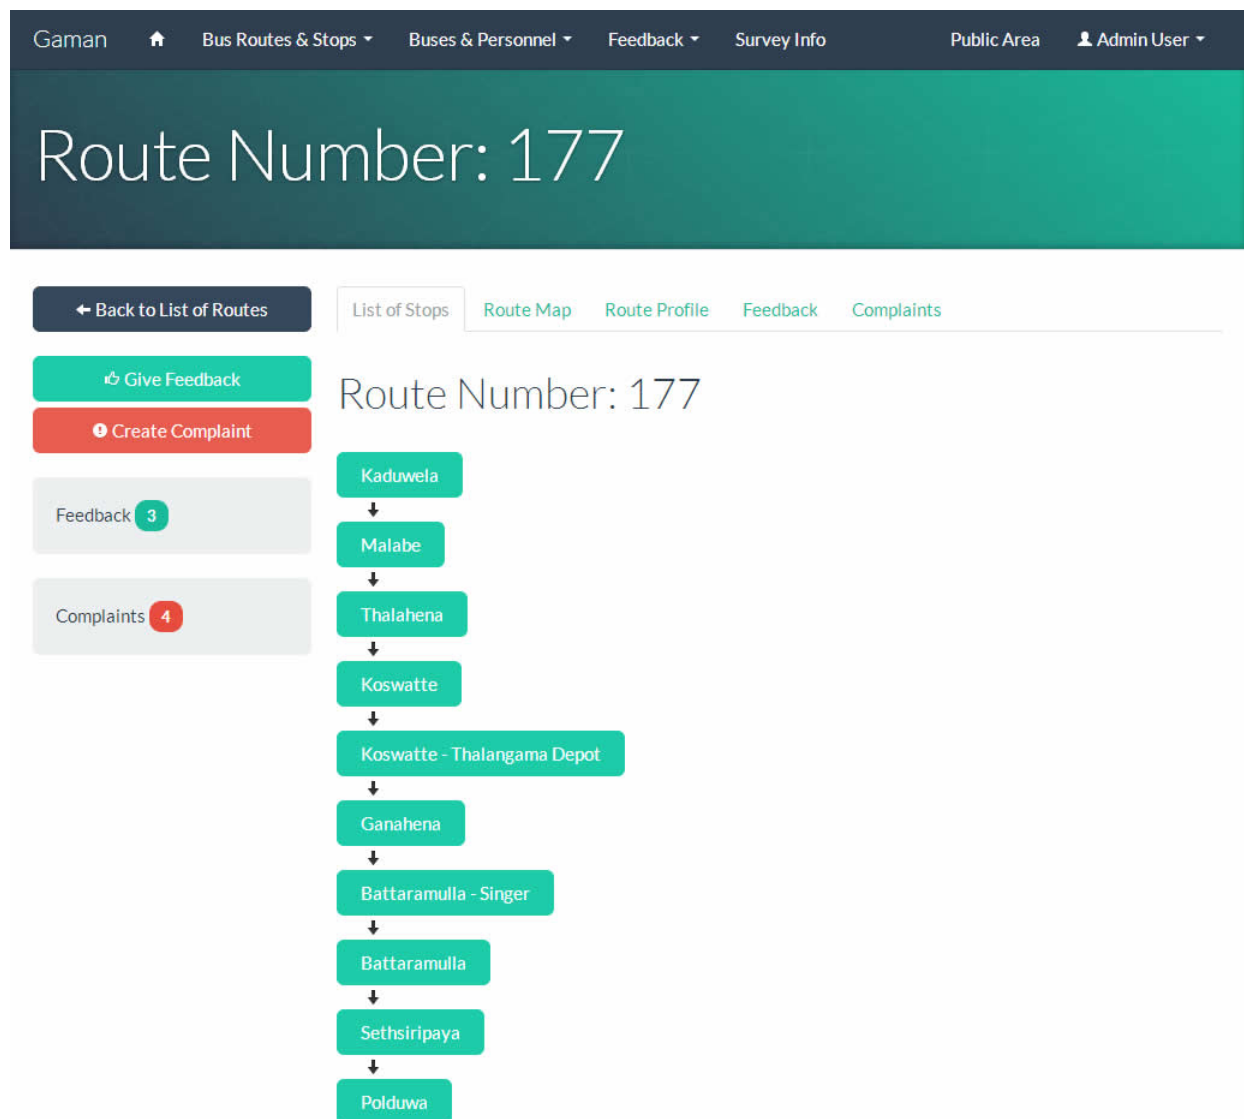 Gaman Bus Routes & Stops Buses & Personnel Feedback Survey Info Public Area Admin User
Route Number: 177
Back to List of Routes
Give Feedback
Create Complaint
Feedback 3
Complaints 4
List of Stops Route Map Route Profile Feedback Complaints
Route Number: 177
Kaduwela
Malabe
Thalahena
Koswatte
Koswatte - Thalangama Depot
Ganahena
Battaramulla - Singer
Battaramulla
Sethsiripaya
Polduwa